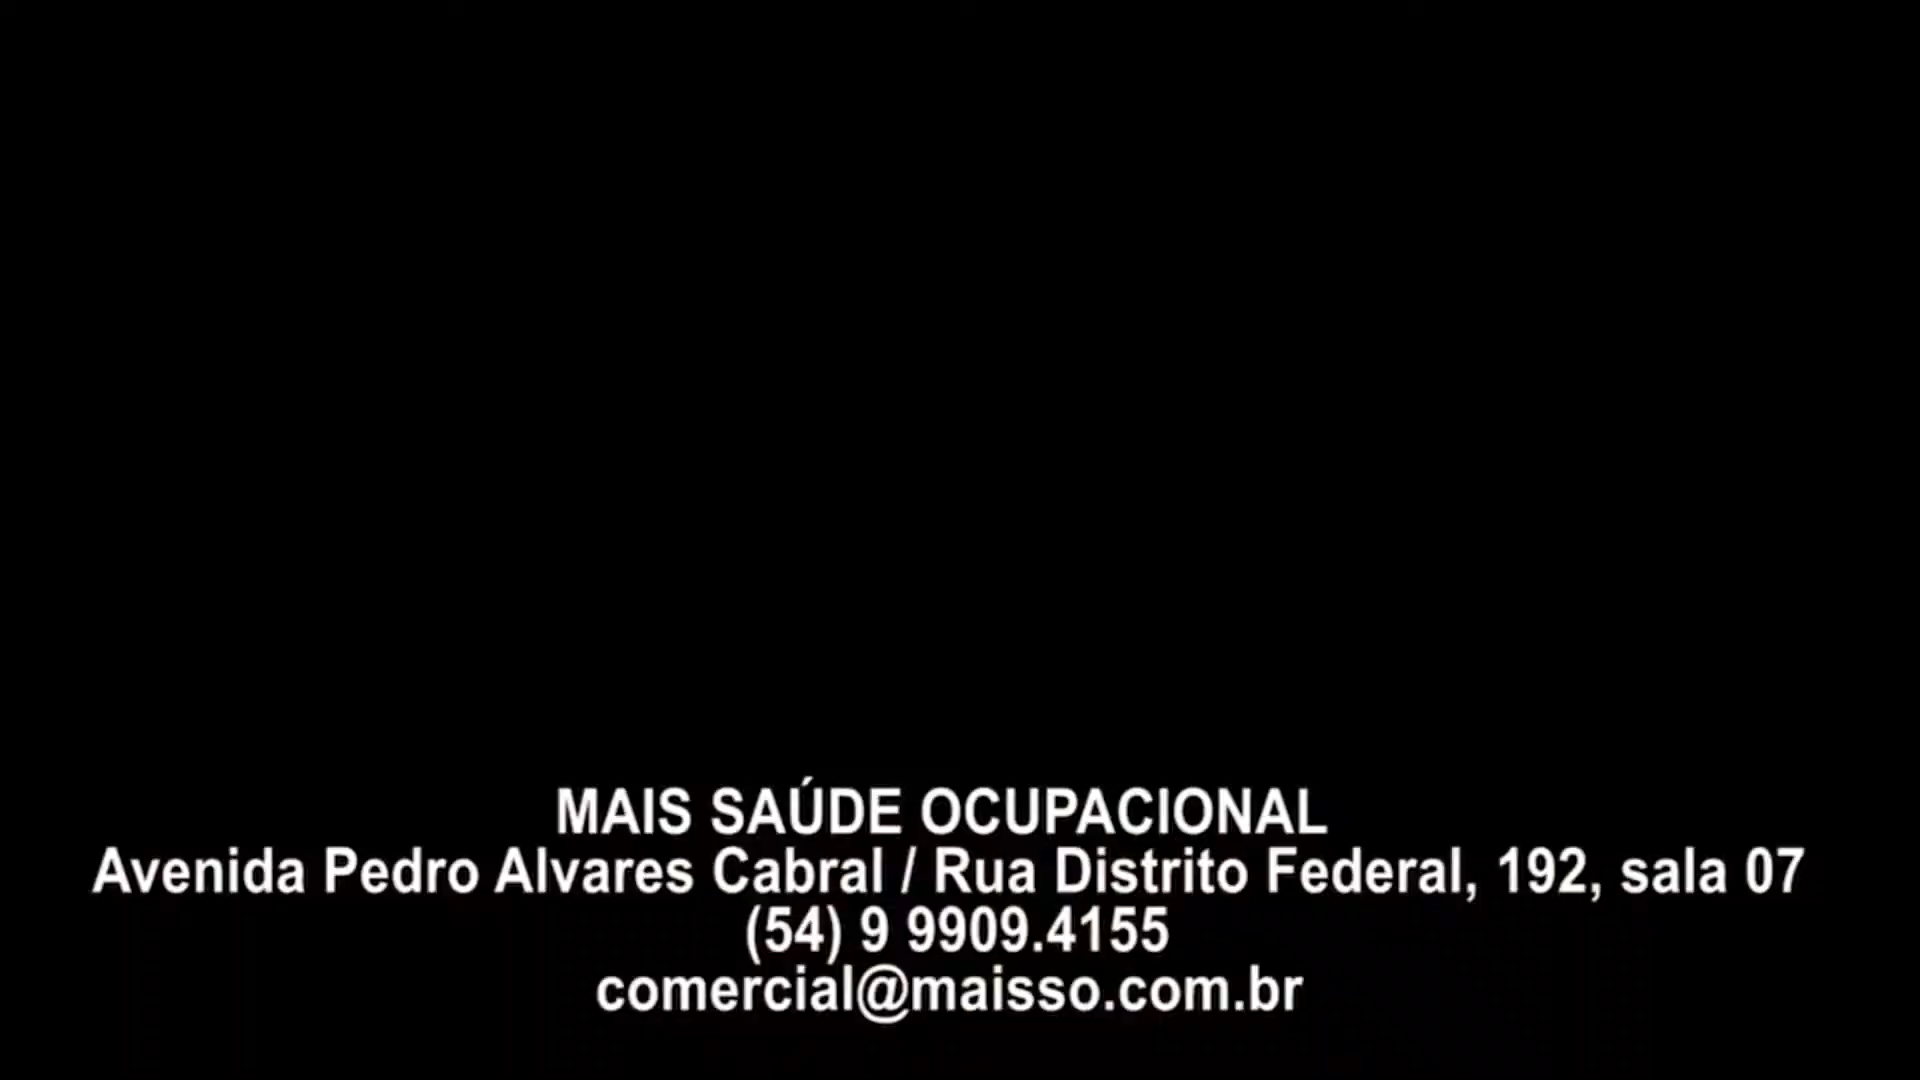 MAIS SAÚDE OCUPACIONAL
Avenida Pedro Alvares Cabral / Rua Distrito Federal, 192, sala 07
(54) 9 9909.4155
comercial@maisso.com.br